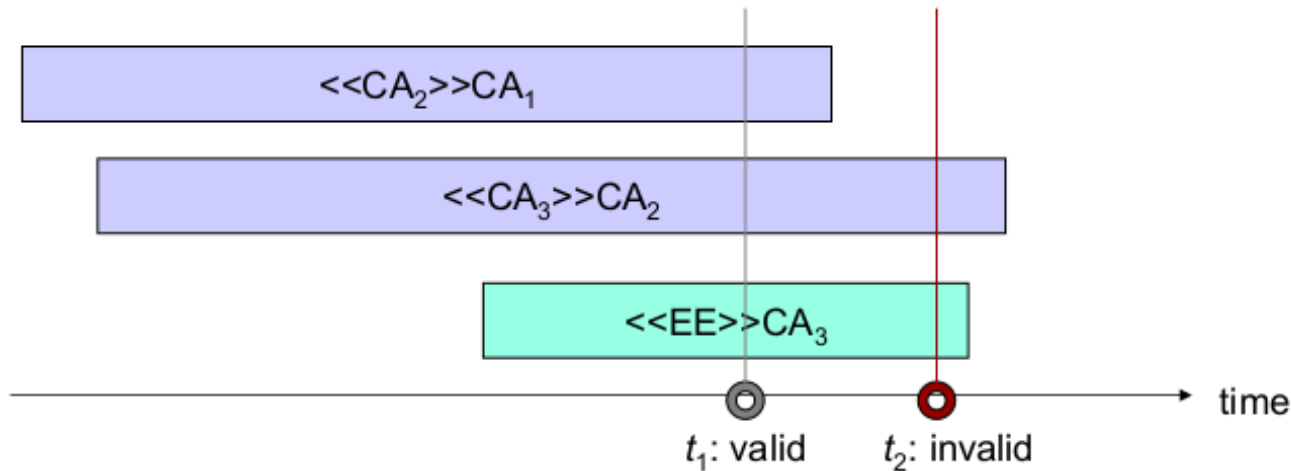 <<CA₂>>CA₁
<<CA₃>>CA₂
<<EE>>CA₃
time
t₁: valid
t₂: invalid